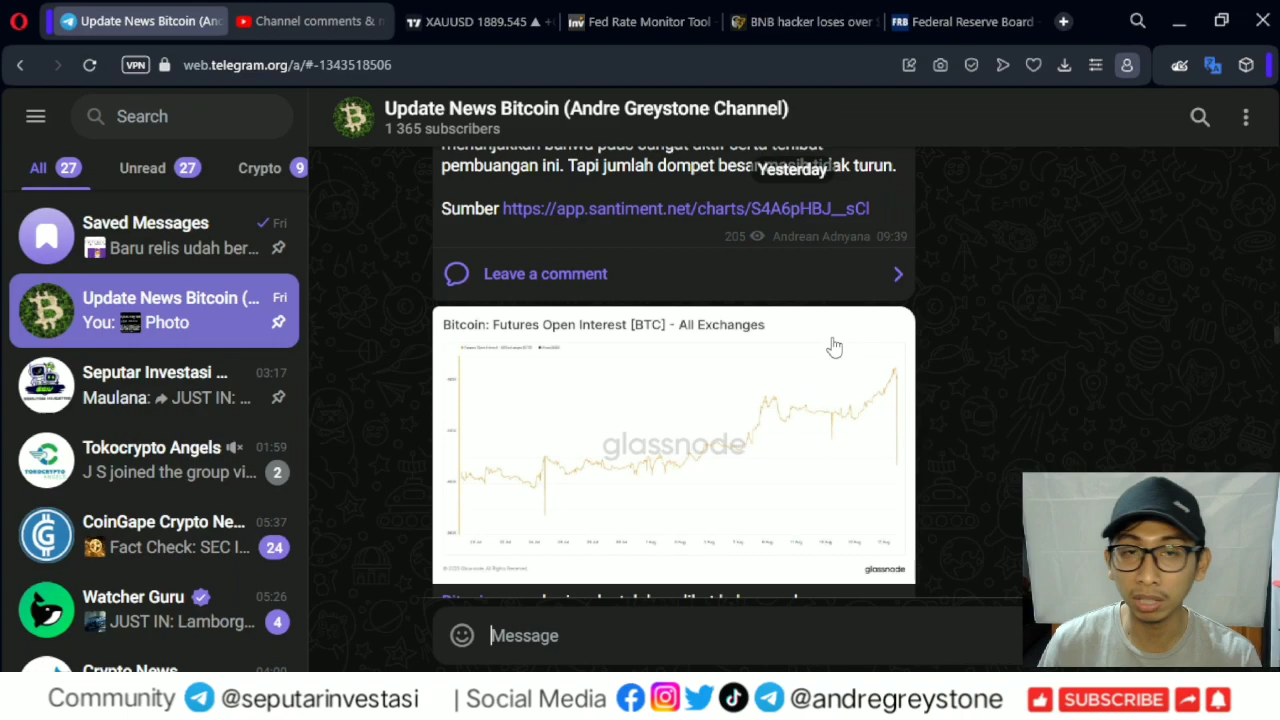 Update News Bitcoin (And
Channel comments & n
XAUUSD 1889.545 ▲ +
Fed Rate Monitor Tool -
BNB hacker loses over $
Federal Reserve Board -
VPN
web.telegram.org/a/#-1343518506
Search
All 27
Unread 27
Crypto 9
Saved Messages
Fri
Baru relis udah ber...
Update News Bitcoin (...
Fri
You: Photo
Seputar Investasi ...
03:17
Maulana: JUST IN: ...
Tokocrypto Angels
01:59
J S joined the group vi...
2
CoinGape Crypto Ne...
05:37
Fact Check: SEC I...
24
Watcher Guru
05:26
JUST IN: Lamborg...
4
Crypto News
Update News Bitcoin (Andre Greystone Channel)
1 365 subscribers
pembuangan ini. Tapi jumlah dompet besar masih tidak turun.
Yesterday
Sumber https://app.santiment.net/charts/S4A6pHBJ__sCl
205 Andrean Adnyana 09:39
Leave a comment
Bitcoin: Futures Open Interest [BTC] - All Exchanges
glassnode
glassnode
Message
Community @seputarinvestasi | Social Media @andregreystone SUBSCRIBE